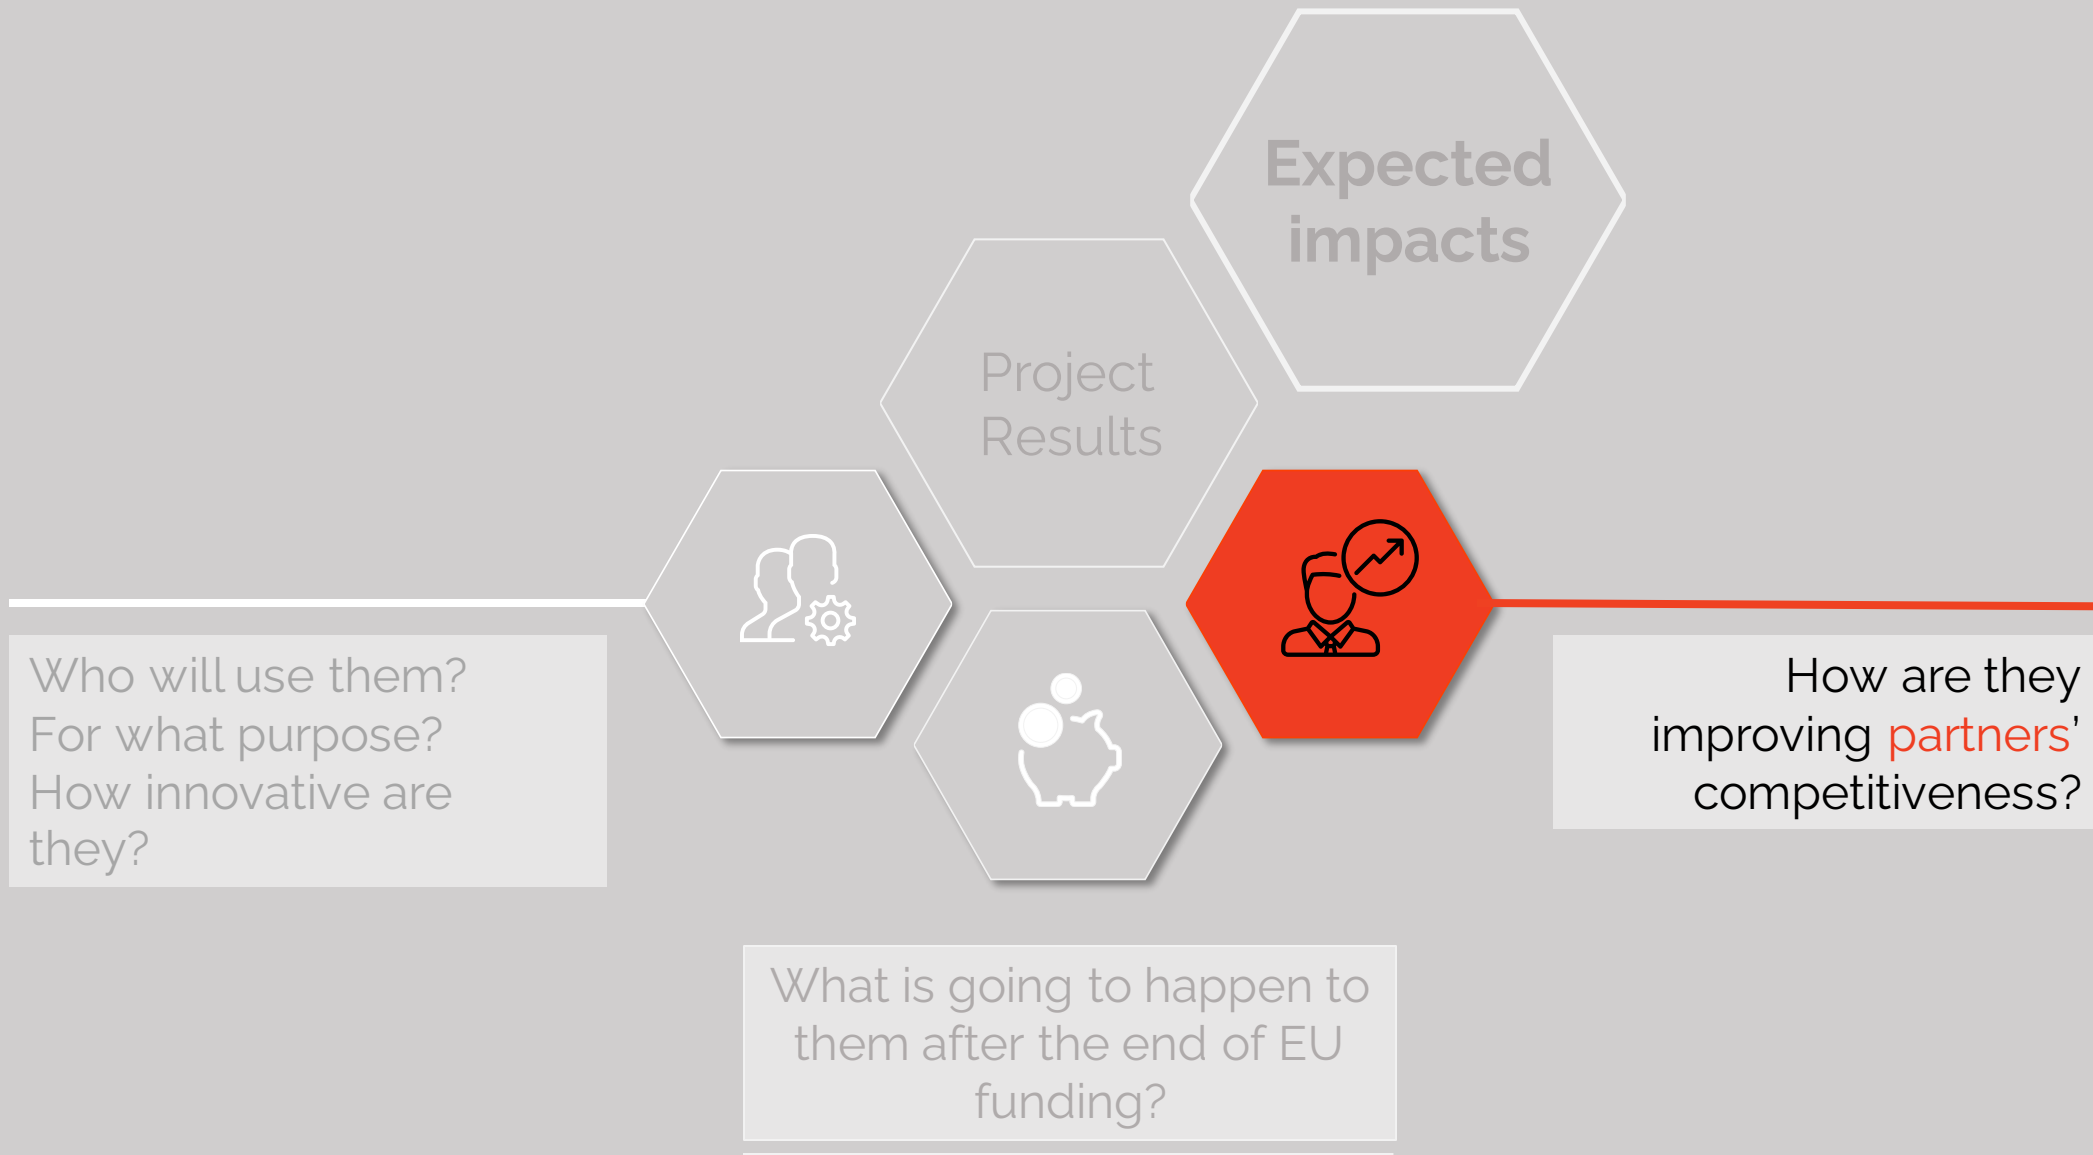 Expected
impacts
Project
Results
Who will use them?
For what purpose?
How innovative are
they?
How are they
improving partners’
competitiveness?
What is going to happen to
them after the end of EU
funding?